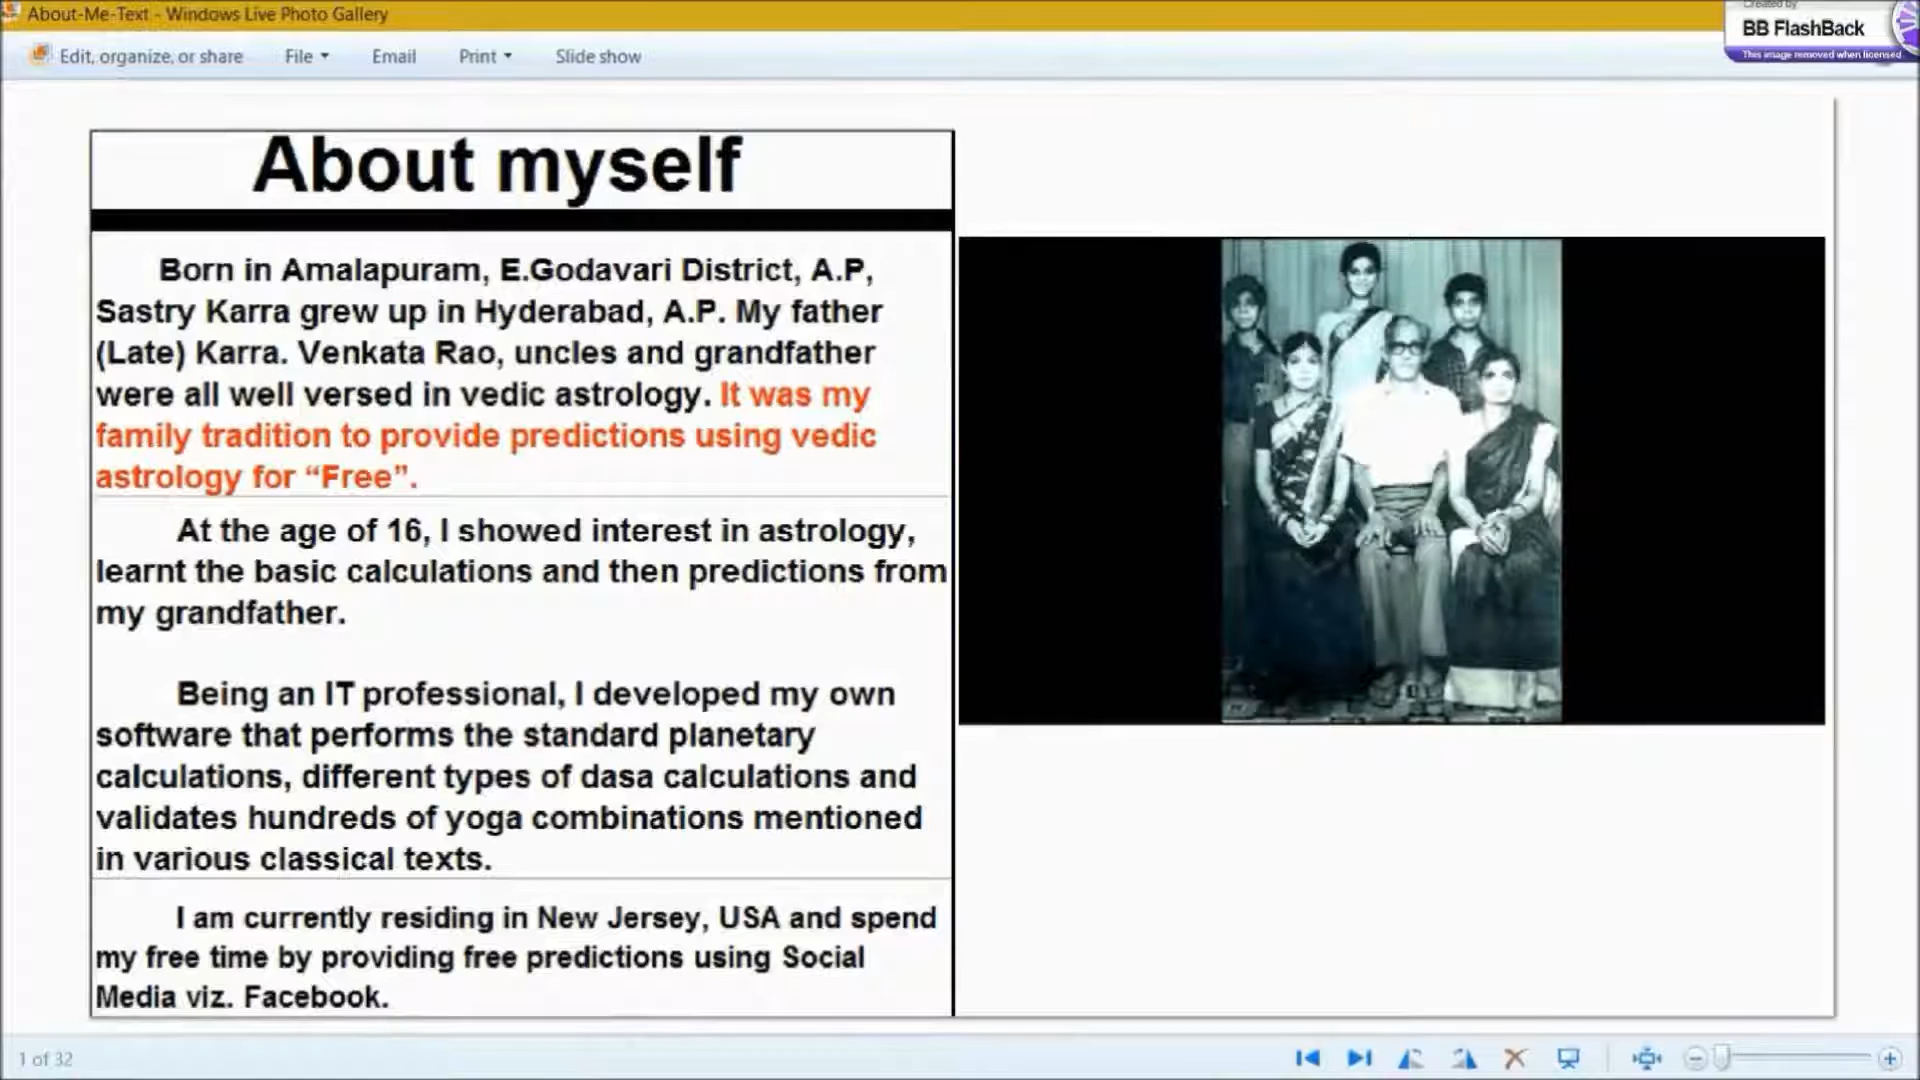 About-Me-Text - Windows Live Photo Gallery
Created by
BB FlashBack
This image removed when licensed
Edit, organize, or share File Email Print Slide show
About myself
Born in Amalapuram, E.Godavari District, A.P,
Sastry Karra grew up in Hyderabad, A.P. My father
(Late) Karra. Venkata Rao, uncles and grandfather
were all well versed in vedic astrology. It was my
family tradition to provide predictions using vedic
astrology for “Free”.
At the age of 16, I showed interest in astrology,
learnt the basic calculations and then predictions from
my grandfather.
Being an IT professional, I developed my own
software that performs the standard planetary
calculations, different types of dasa calculations and
validates hundreds of yoga combinations mentioned
in various classical texts.
I am currently residing in New Jersey, USA and spend
my free time by providing free predictions using Social
Media viz. Facebook.
1 of 32